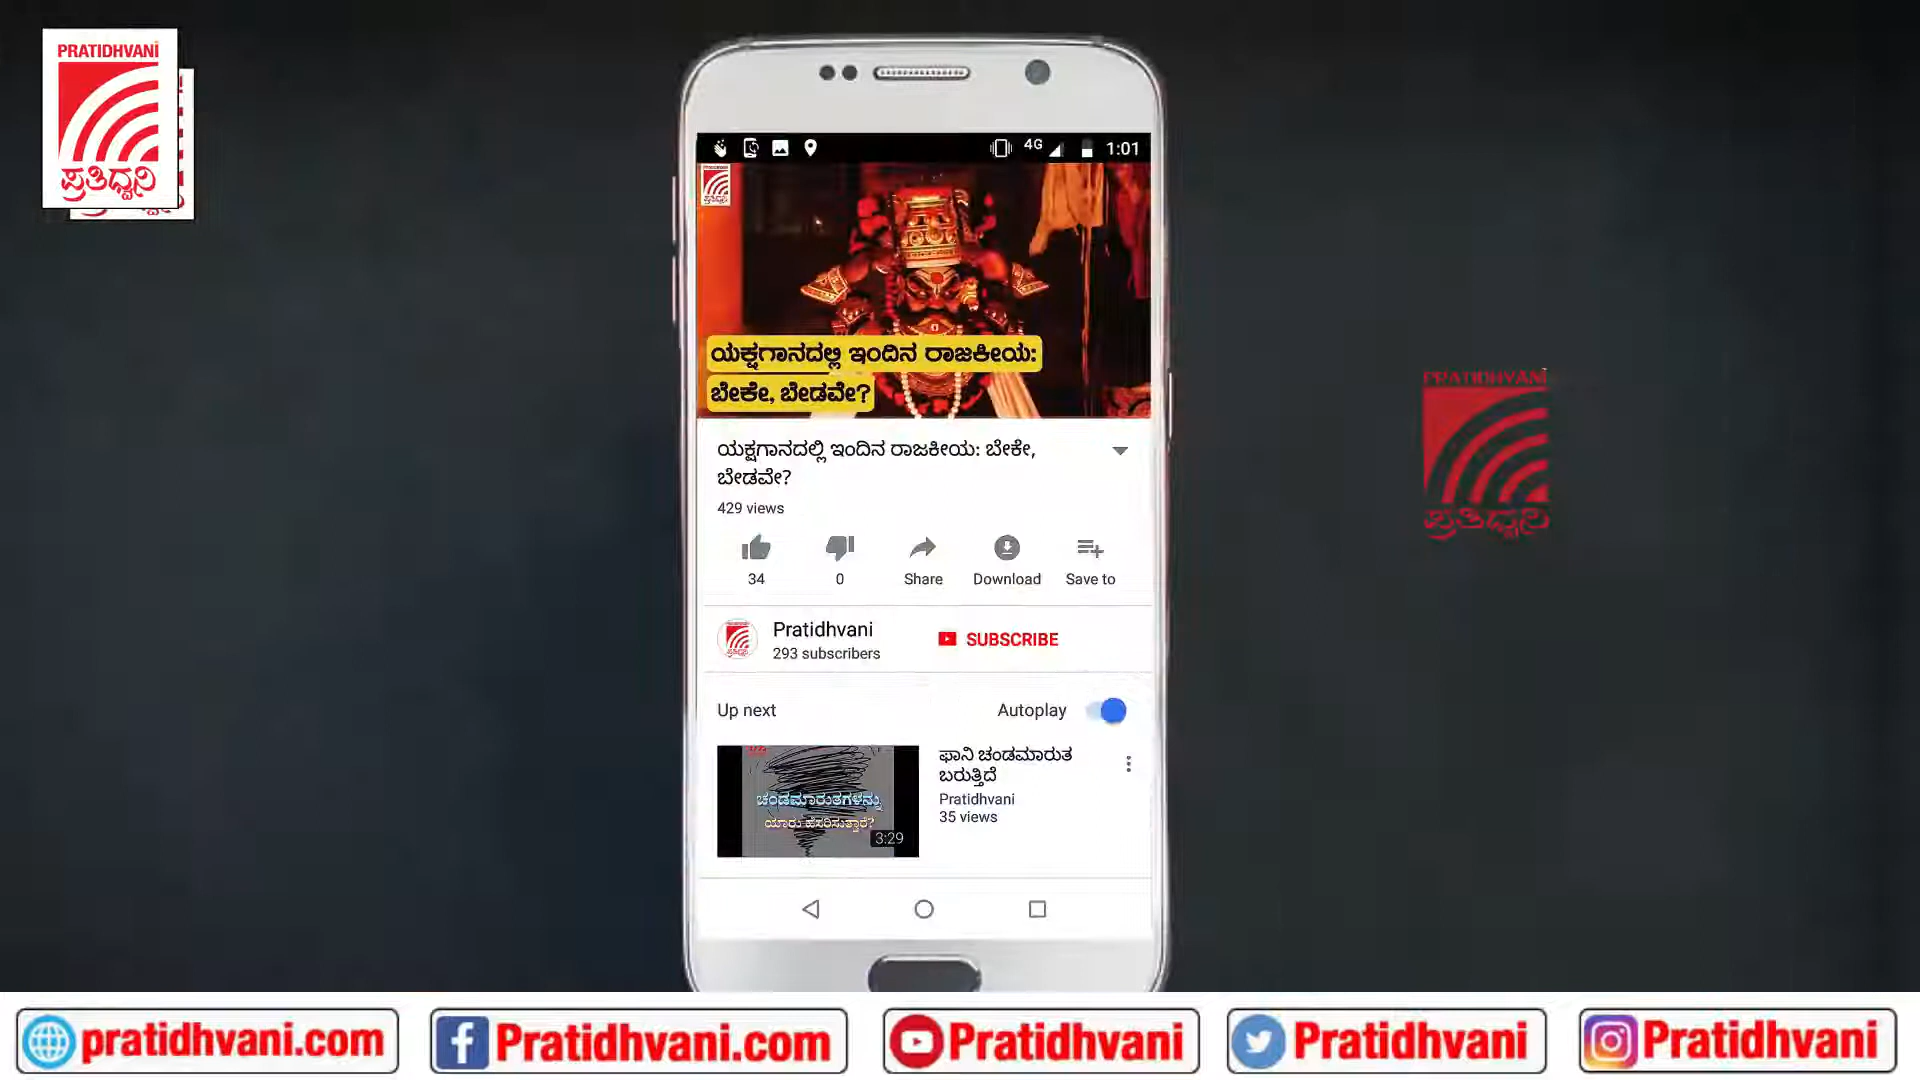 PRATIDHVANI
ಪ್ರತಿಧ್ವನಿ
4G 1:01
ಯಕ್ಷಗಾನದಲ್ಲಿ ಇಂದಿನ ರಾಜಕೀಯ:
ಬೇಕೇ, ಬೇಡವೇ?
ಯಕ್ಷಗಾನದಲ್ಲಿ ಇಂದಿನ ರಾಜಕೀಯ: ಬೇಕೇ,
ಬೇಡವೇ?
429 views
34 0 Share Download Save to
Pratidhvani
293 subscribers
SUBSCRIBE
Up next Autoplay
ಚಂಡಮಾರುತಗಳನ್ನು
ಯಾರು ಹೆಸರಿಸುತ್ತಾರೆ?
3:29
ಫಾನಿ ಚಂಡಮಾರುತ
ಬರುತ್ತಿದೆ
Pratidhvani
35 views
PRATIDHVANI
ಪ್ರತಿಧ್ವನಿ
pratidhvani.com Pratidhvani.com Pratidhvani Pratidhvani Pratidhvani